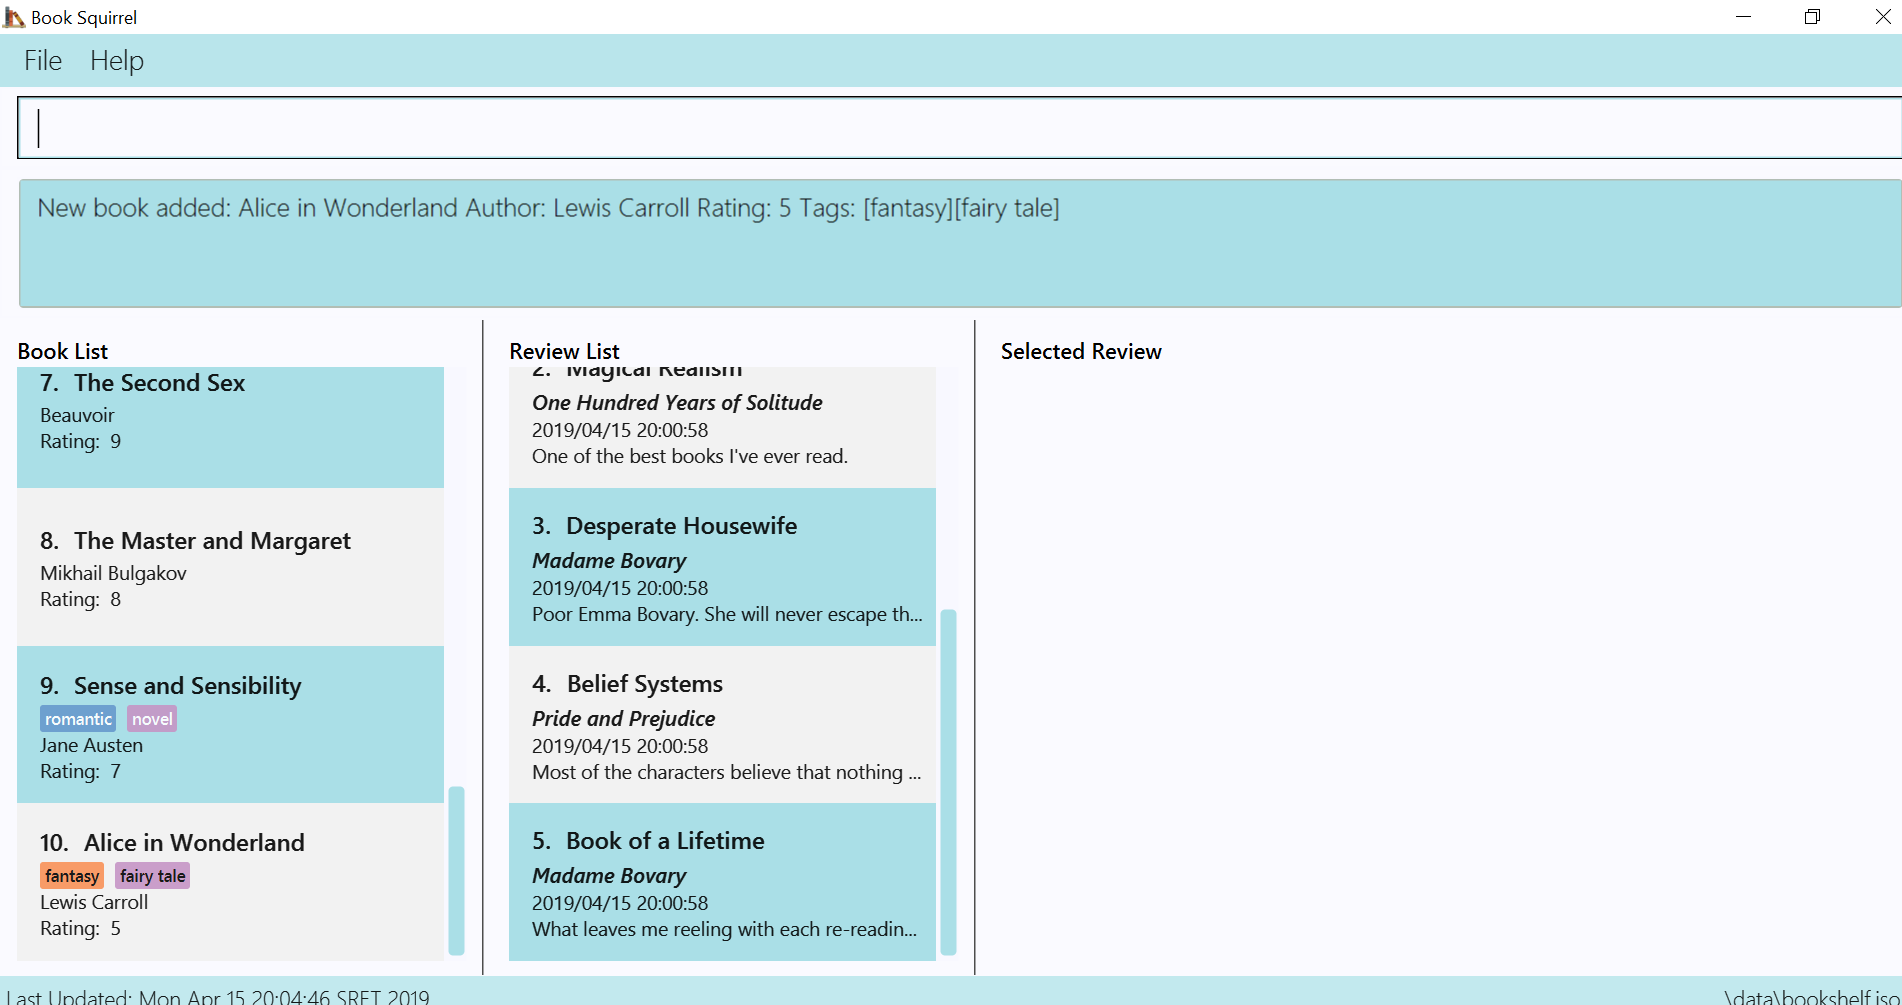 Book Squirrel
File Help
New book added: Alice in Wonderland Author: Lewis Carroll Rating: 5 Tags: [fantasy][fairy tale]
Book List
7. The Second Sex
Beauvoir
Rating: 9
8. The Master and Margaret
Mikhail Bulgakov
Rating: 8
9. Sense and Sensibility
romantic novel
Jane Austen
Rating: 7
10. Alice in Wonderland
fantasy fairy tale
Lewis Carroll
Rating: 5
Review List
2. Magical Realism
One Hundred Years of Solitude
2019/04/15 20:00:58
One of the best books I've ever read.
3. Desperate Housewife
Madame Bovary
2019/04/15 20:00:58
Poor Emma Bovary. She will never escape th...
4. Belief Systems
Pride and Prejudice
2019/04/15 20:00:58
Most of the characters believe that nothing ...
5. Book of a Lifetime
Madame Bovary
2019/04/15 20:00:58
What leaves me reeling with each re-readin...
Selected Review
Last Updated: Mon Apr 15 20:04:46 SRET 2019
\data\bookshelf.jso